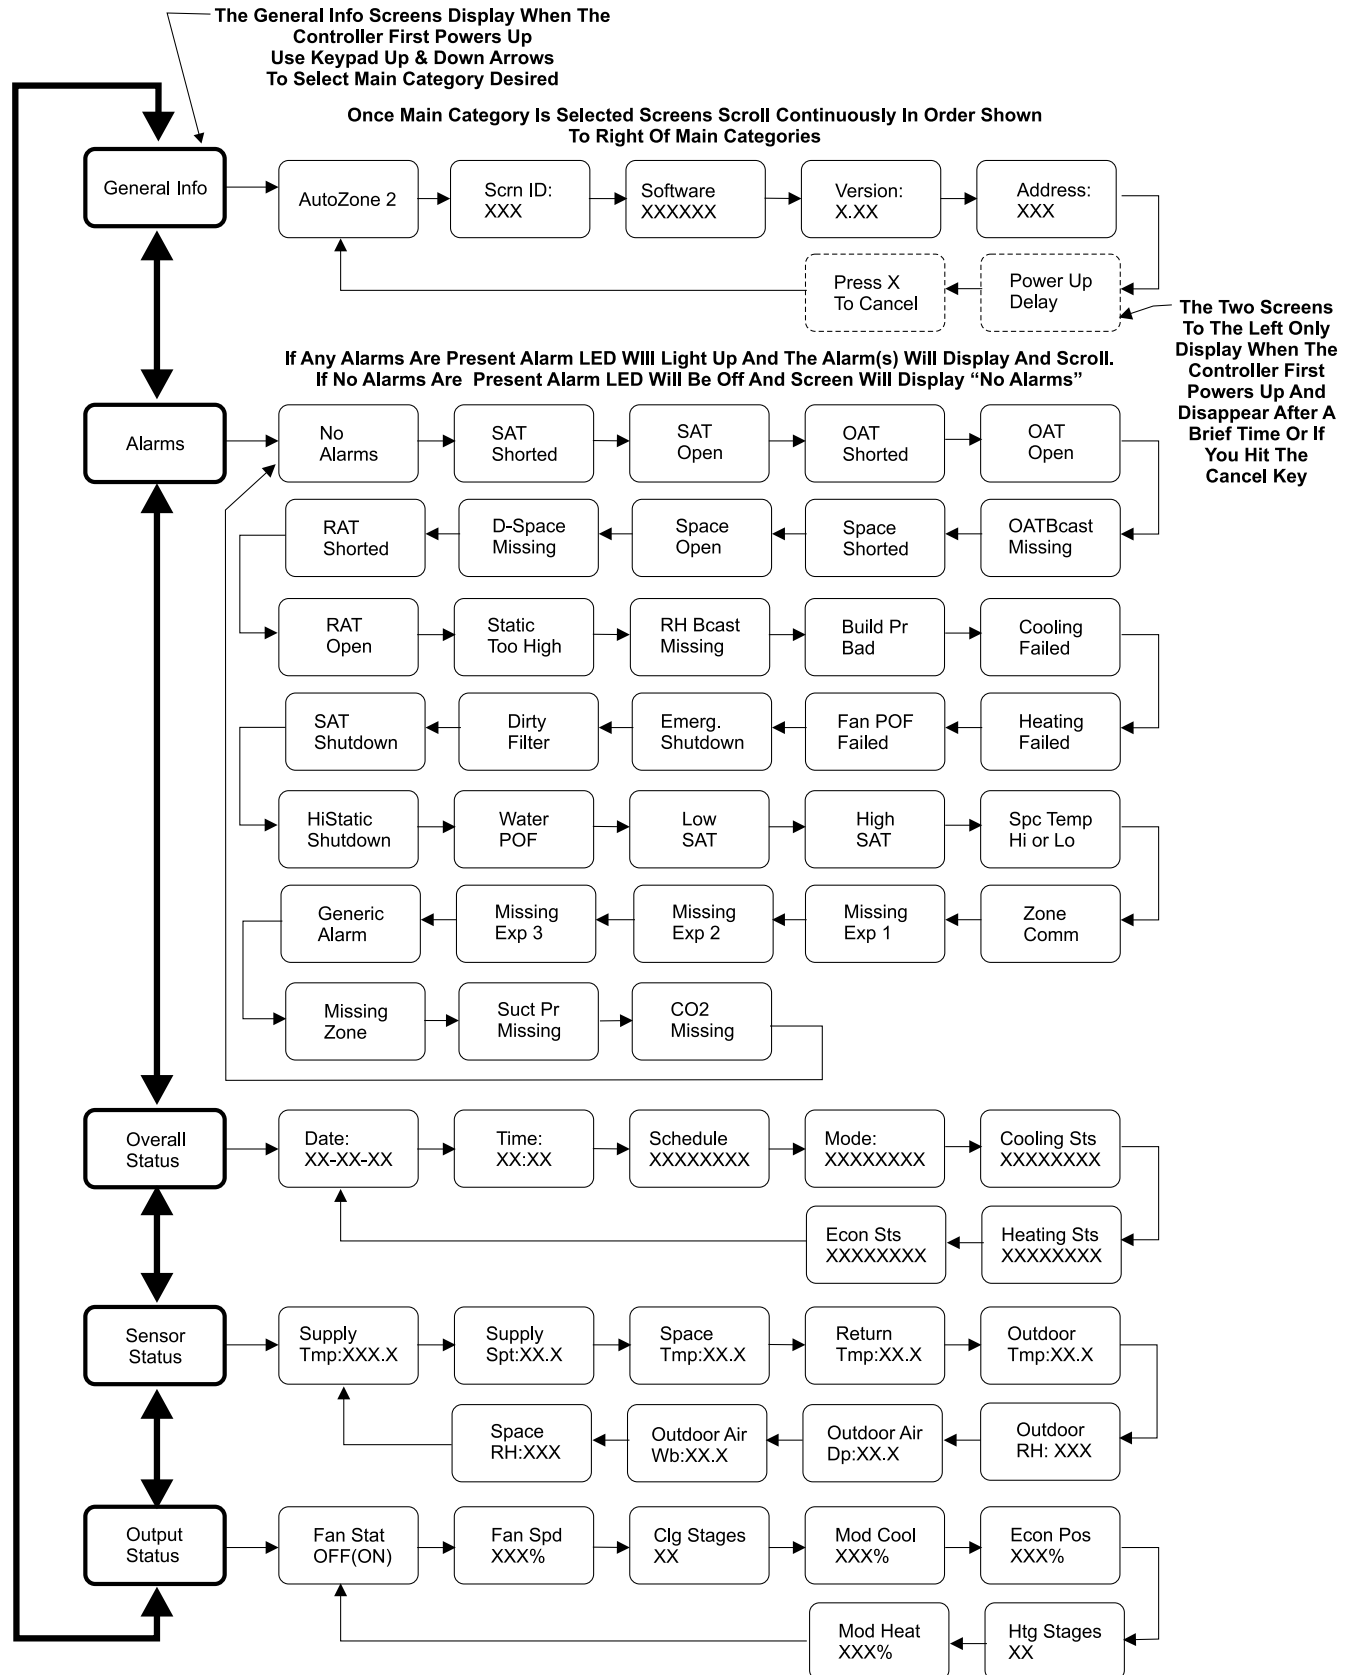 The General Info Screens Display When The
Controller First Powers Up
Use Keypad Up & Down Arrows
To Select Main Category Desired
Once Main Category Is Selected Screens Scroll Continuously In Order Shown
To Right Of Main Categories
General Info
AutoZone 2
Scrn ID:
XXX
Software
XXXXXX
Version:
X.XX
Address:
XXX
Power Up
Delay
Press X
To Cancel
The Two Screens
To The Left Only
Display When The
Controller First
Powers Up And
Disappear After A
Brief Time Or If
You Hit The
Cancel Key
If Any Alarms Are Present Alarm LED WIll Light Up And The Alarm(s) Will Display And Scroll.
If No Alarms Are Present Alarm LED Will Be Off And Screen Will Display “No Alarms”
Alarms
No
Alarms
SAT
Shorted
SAT
Open
OAT
Shorted
OAT
Open
RAT
Shorted
D-Space
Missing
Space
Open
Space
Shorted
OATBcast
Missing
RAT
Open
Static
Too High
RH Bcast
Missing
Build Pr
Bad
Cooling
Failed
SAT
Shutdown
Dirty
Filter
Emerg.
Shutdown
Fan POF
Failed
Heating
Failed
HiStatic
Shutdown
Water
POF
Low
SAT
High
SAT
Spc Temp
Hi or Lo
Generic
Alarm
Missing
Exp 3
Missing
Exp 2
Missing
Exp 1
Zone
Comm
Missing
Zone
Suct Pr
Missing
CO2
Missing
Overall
Status
Date:
XX-XX-XX
Time:
XX:XX
Schedule
XXXXXXXX
Mode:
XXXXXXXX
Cooling Sts
XXXXXXXX
Econ Sts
XXXXXXXX
Heating Sts
XXXXXXXX
Sensor
Status
Supply
Tmp:XXX.X
Supply
Spt:XX.X
Space
Tmp:XX.X
Return
Tmp:XX.X
Outdoor
Tmp:XX.X
Space
RH:XXX
Outdoor Air
Wb:XX.X
Outdoor Air
Dp:XX.X
Outdoor
RH: XXX
Output
Status
Fan Stat
OFF(ON)
Fan Spd
XXX%
Clg Stages
XX
Mod Cool
XXX%
Econ Pos
XXX%
Mod Heat
XXX%
Htg Stages
XX